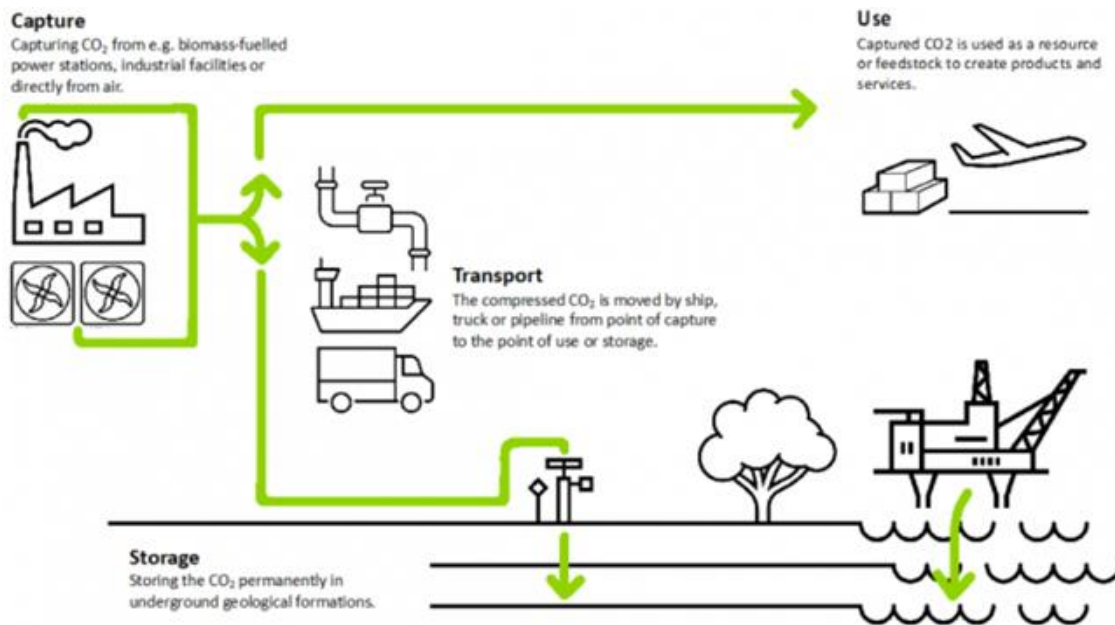 Capture
Capturing CO₂ from e.g. biomass-fuelled
power stations, industrial facilities or
directly from air.
Use
Captured CO2 is used as a resource
or feedstock to create products and
services.
Transport
The compressed CO₂ is moved by ship,
truck or pipeline from point of capture
to the point of use or storage.
Storage
Storing the CO₂ permanently in
underground geological formations.